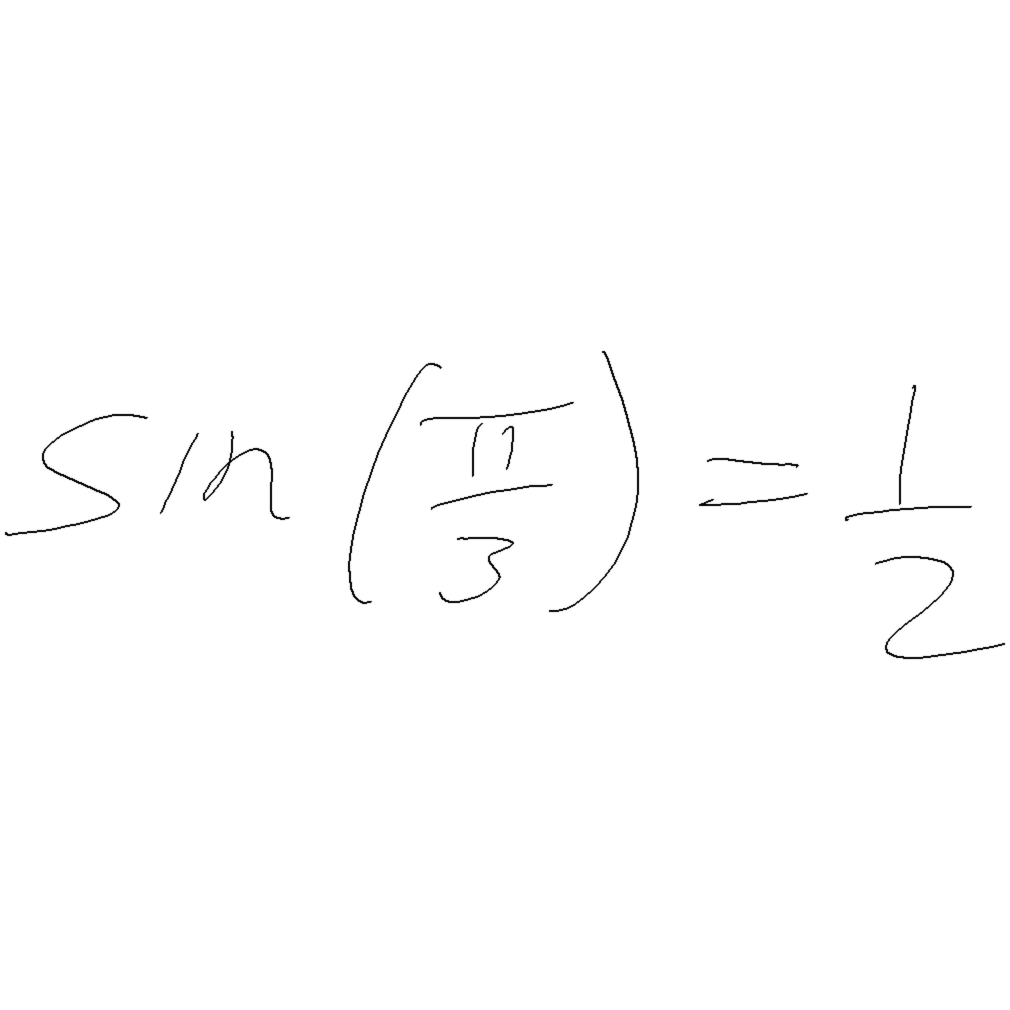 sin(π/3) = 1/2